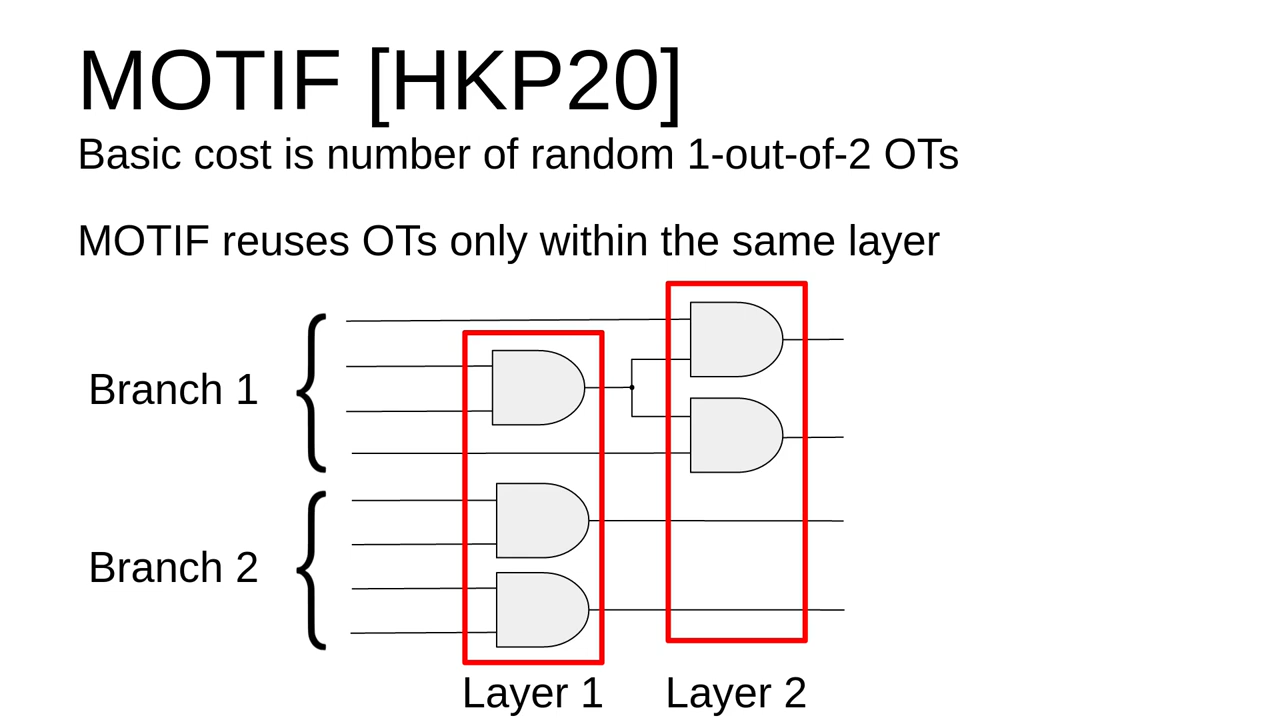 MOTIF [HKP20]
Basic cost is number of random 1-out-of-2 OTs
MOTIF reuses OTs only within the same layer
Branch 1
Branch 2
Layer 1
Layer 2